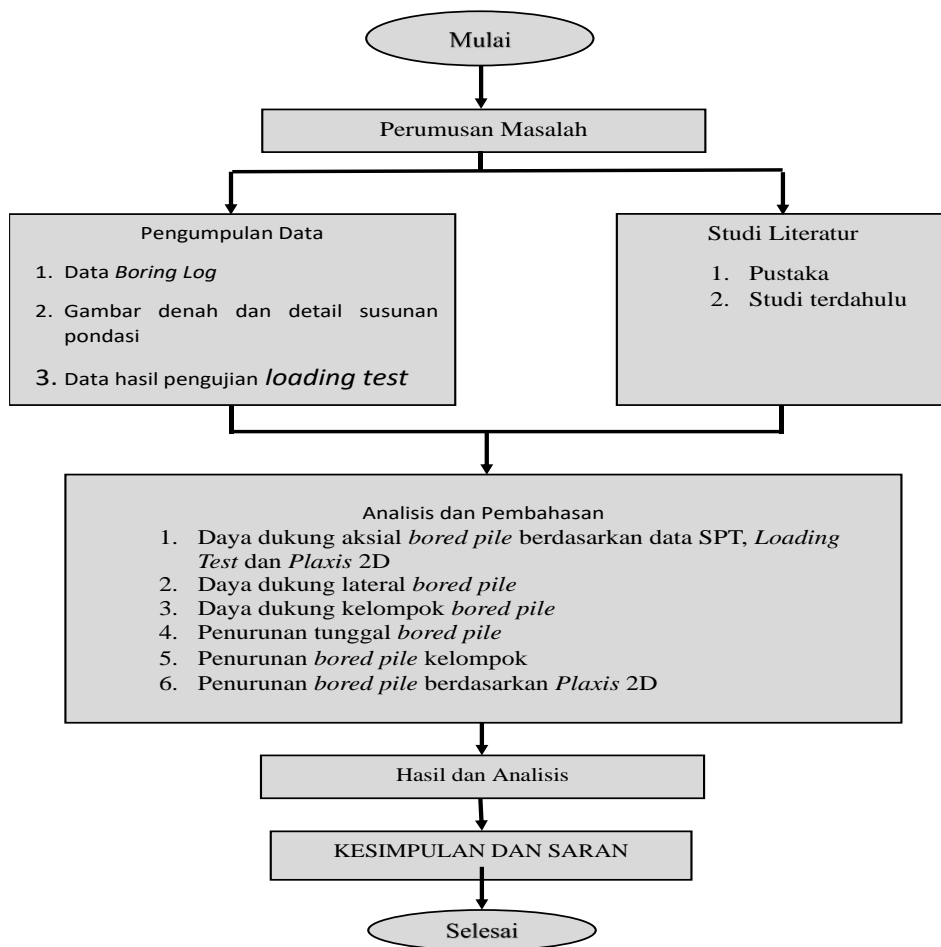 Mulai
Perumusan Masalah
Pengumpulan Data
1. Data Boring Log
2. Gambar denah dan detail susunan
pondasi
3. Data hasil pengujian loading test
Studi Literatur
1. Pustaka
2. Studi terdahulu
Analisis dan Pembahasan
1. Daya dukung aksial bored pile berdasarkan data SPT, Loading
Test dan Plaxis 2D
2. Daya dukung lateral bored pile
3. Daya dukung kelompok bored pile
4. Penurunan tunggal bored pile
5. Penurunan bored pile kelompok
6. Penurunan bored pile berdasarkan Plaxis 2D
Hasil dan Analisis
KESIMPULAN DAN SARAN
Selesai